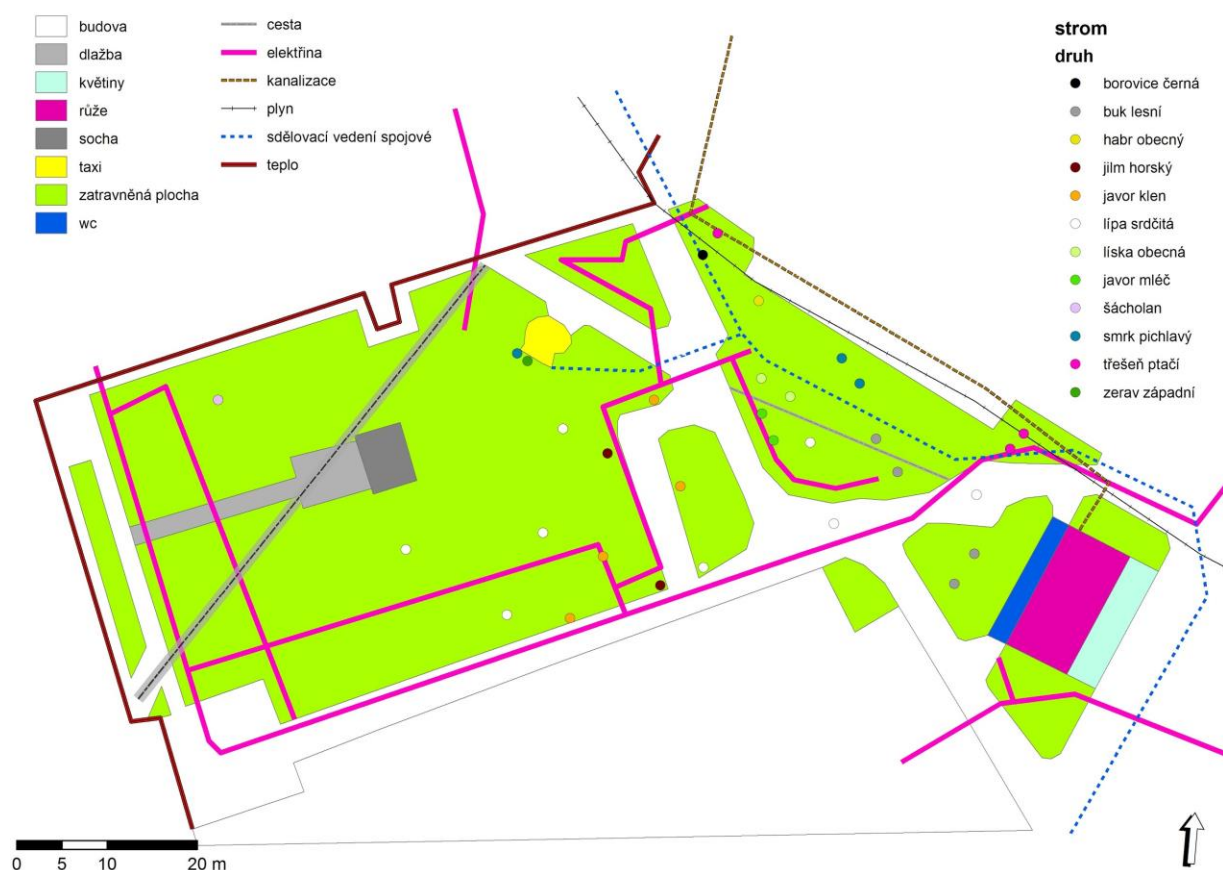 budova
dlažba
květiny
růže
socha
taxi
zatravněná plocha
wc
cesta
elektřina
kanalizace
plyn
sdělovací vedení spojové
teplo
strom
druh
borovice černá
buk lesní
habr obecný
jilm horský
javor klen
lípa srdčitá
líska obecná
javor mléč
šácholan
smrk pichlavý
třešeň ptačí
zerav západní
0 5 10 20 m